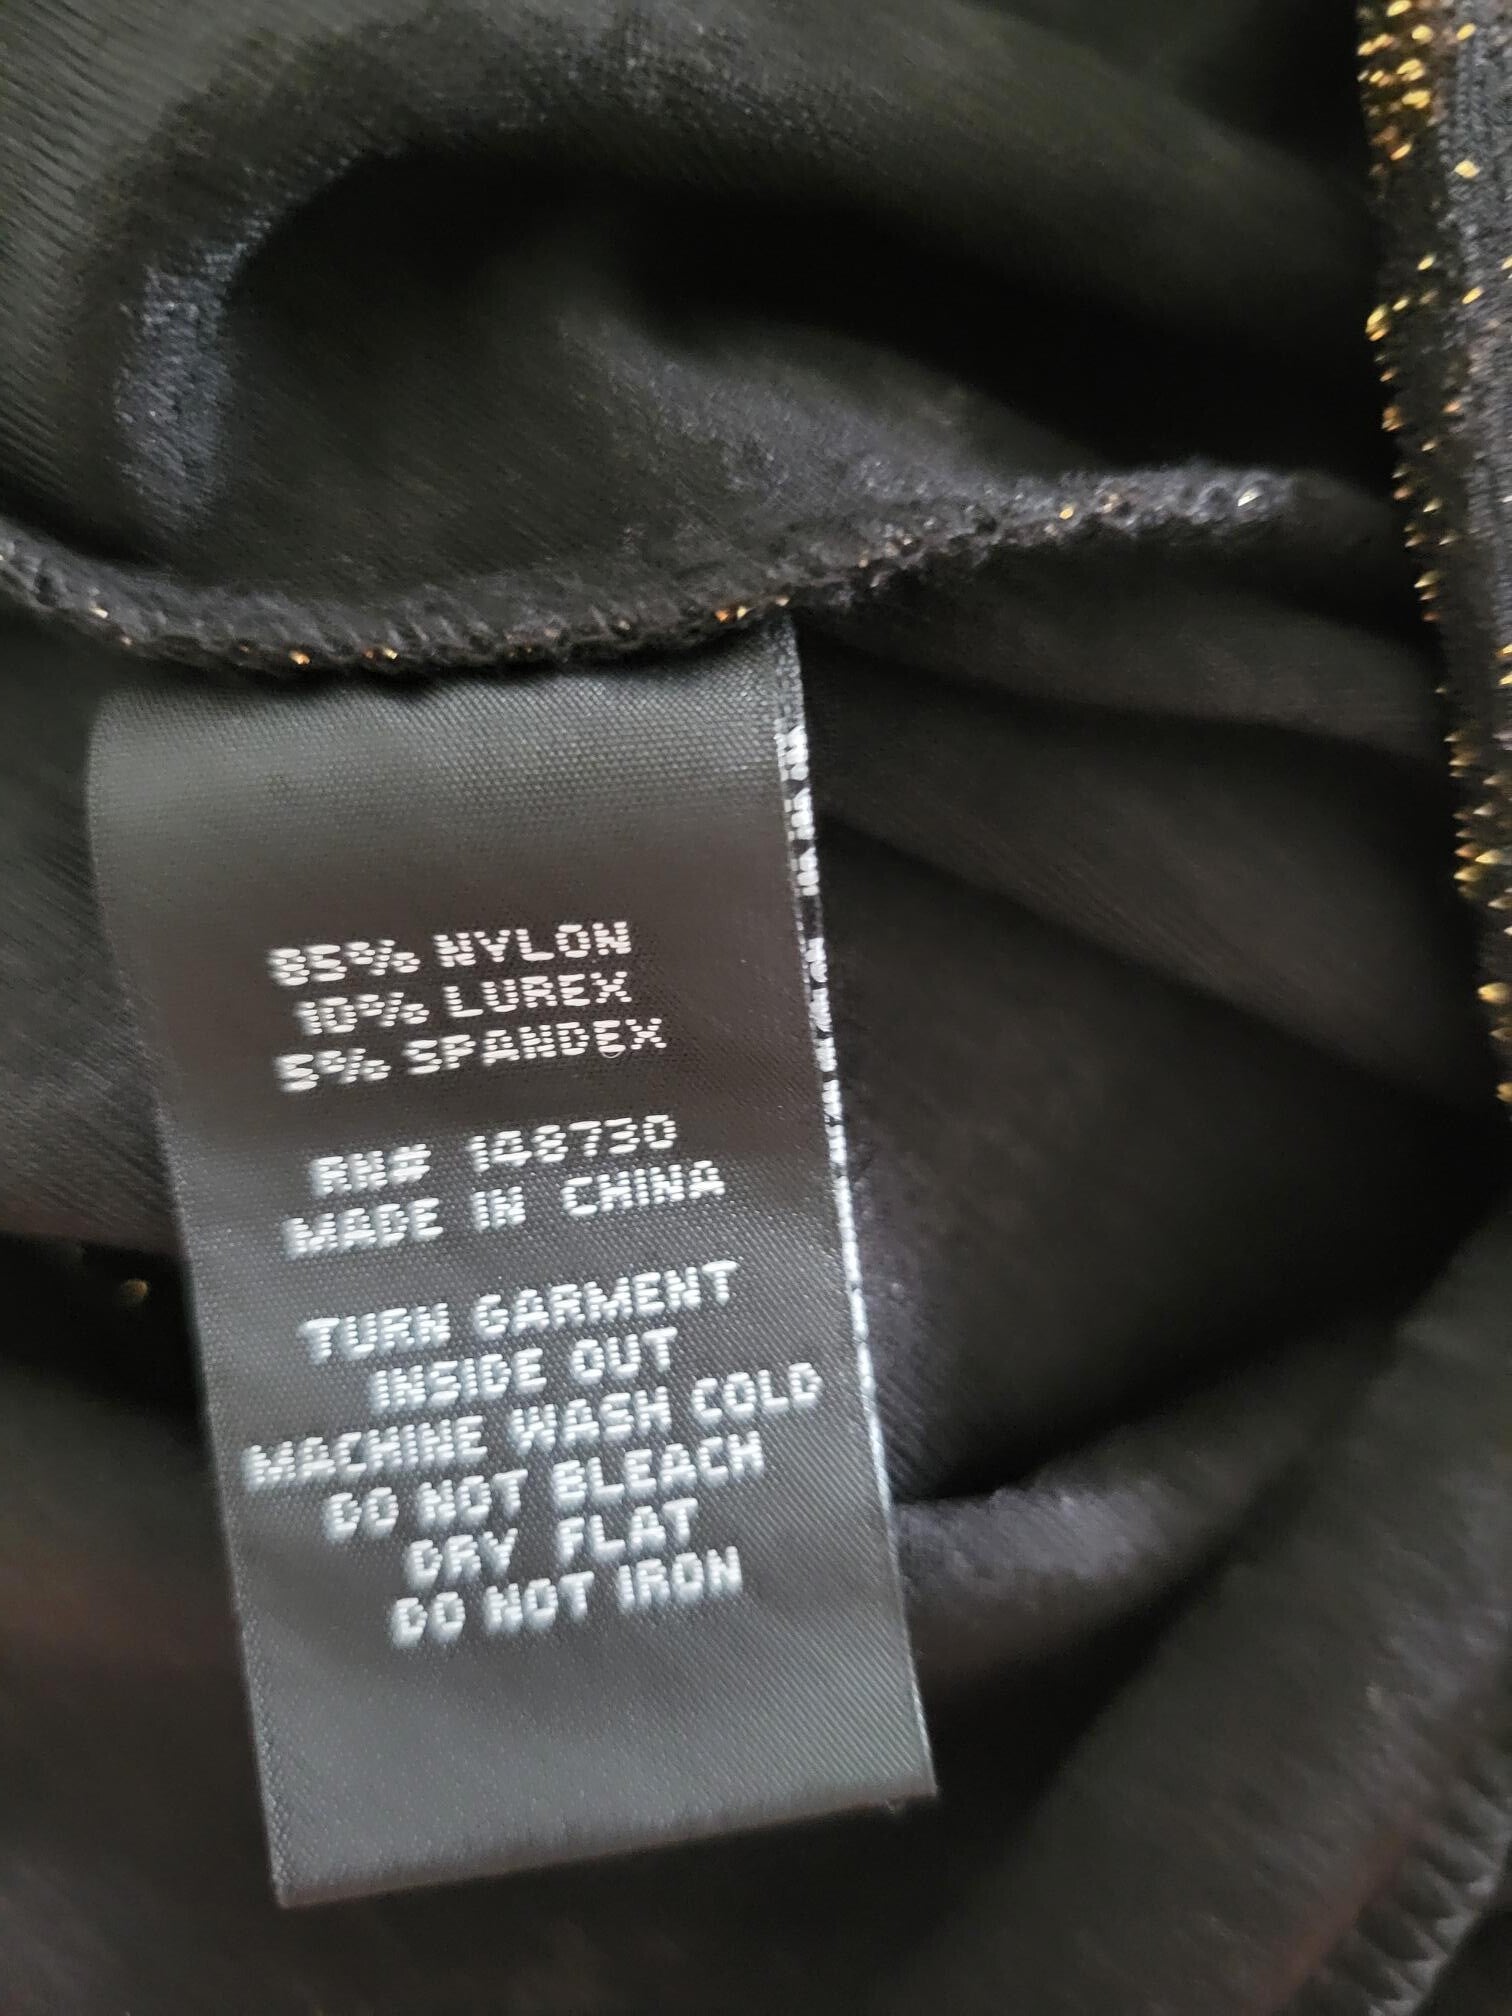 85% NYLON
10% LUREX
5% SPANDEX
RN# 148730
MADE IN CHINA
TURN GARMENT
INSIDE OUT
MACHINE WASH COLD
DO NOT BLEACH
DRY FLAT
DO NOT IRON